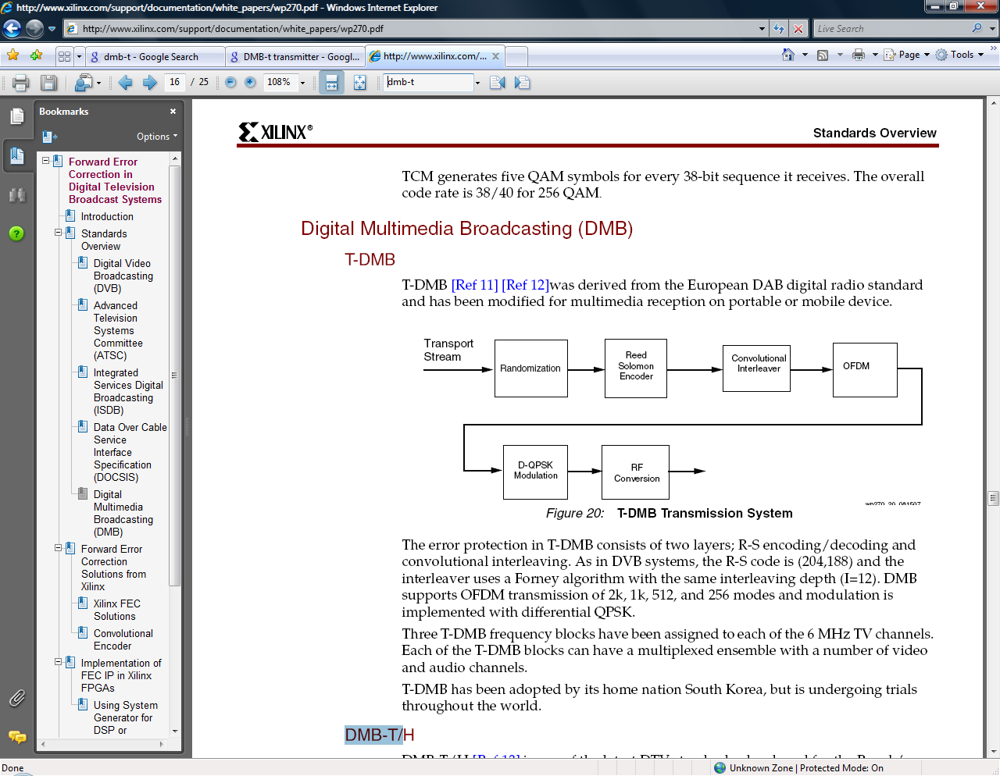 http://www.xilinx.com/support/documentation/white_papers/wp270.pdf - Windows Internet Explorer
http://www.xilinx.com/support/documentation/white_papers/wp270.pdf
Live Search
dmb-t - Google Search
DMB-t transmitter - Googl...
http://www.xilinx.com/...
Page
Tools
16 / 25
108%
dmb-t
Bookmarks
Options
Forward Error
Correction in
Digital Television
Broadcast Systems
Introduction
Standards
Overview
Digital Video
Broadcasting
(DVB)
Advanced
Television
Systems
Committee
(ATSC)
Integrated
Services Digital
Broadcasting
(ISDB)
Data Over Cable
Service
Interface
Specification
(DOCSIS)
Digital
Multimedia
Broadcasting
(DMB)
Forward Error
Correction
Solutions from
Xilinx
Xilinx FEC
Solutions
Convolutional
Encoder
Implementation of
FEC IP in Xilinx
FPGAs
Using System
Generator for
DSP or
XILINX®
Standards Overview
TCM generates five QAM symbols for every 38-bit sequence it receives. The overall
code rate is 38/40 for 256 QAM.
Digital Multimedia Broadcasting (DMB)
T-DMB
T-DMB [Ref 11] [Ref 12]was derived from the European DAB digital radio standard
and has been modified for multimedia reception on portable or mobile device.
Transport
Stream
Randomization
Reed
Solomon
Encoder
Convolutional
Interleaver
OFDM
D-QPSK
Modulation
RF
Conversion
wp270_20_081507
Figure 20: T-DMB Transmission System
The error protection in T-DMB consists of two layers; R-S encoding/decoding and
convolutional interleaving. As in DVB systems, the R-S code is (204,188) and the
interleaver uses a Forney algorithm with the same interleaving depth (I=12). DMB
supports OFDM transmission of 2k, 1k, 512, and 256 modes and modulation is
implemented with differential QPSK.
Three T-DMB frequency blocks have been assigned to each of the 6 MHz TV channels.
Each of the T-DMB blocks can have a multiplexed ensemble with a number of video
and audio channels.
T-DMB has been adopted by its home nation South Korea, but is undergoing trials
throughout the world.
DMB-T/H
Done
Unknown Zone | Protected Mode: On